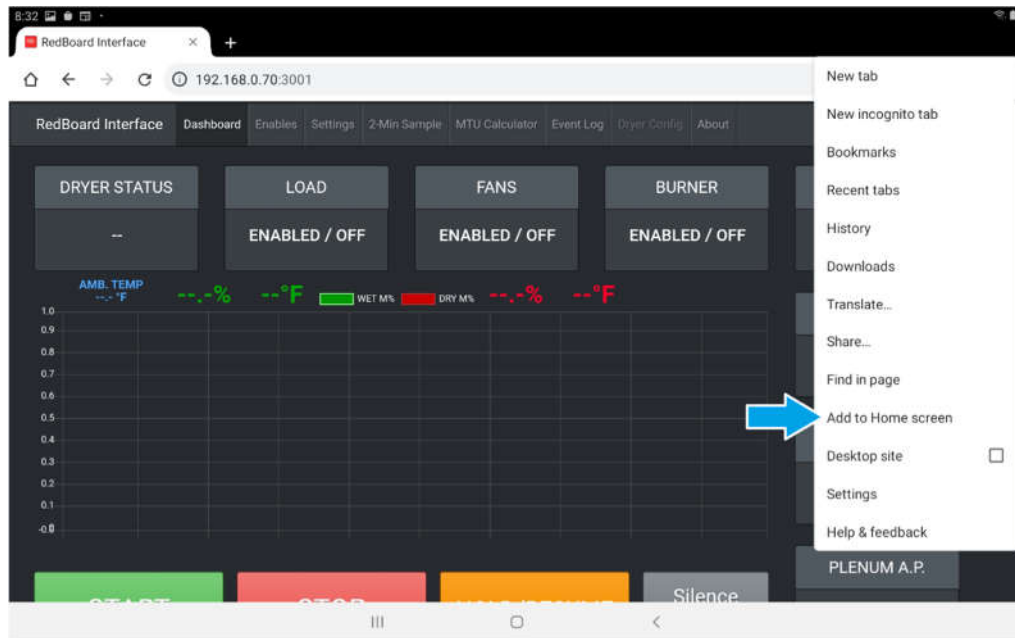 8:32
RedBoard Interface
192.168.0.70:3001
RedBoard Interface Dashboard Enables Settings 2-Min Sample MTU Calculator Event Log Dryer Config About
DRYER STATUS LOAD FANS BURNER
-- ENABLED / OFF ENABLED / OFF ENABLED / OFF
AMB. TEMP
--.- °F --.-% --°F WET M% DRY M% --.-% --°F
1.0
0.9
0.8
0.7
0.6
0.5
0.4
0.3
0.2
0.1
-0.0
Silence
PLENUM A.P.
New tab
New incognito tab
Bookmarks
Recent tabs
History
Downloads
Translate...
Share...
Find in page
Add to Home screen
Desktop site
Settings
Help & feedback